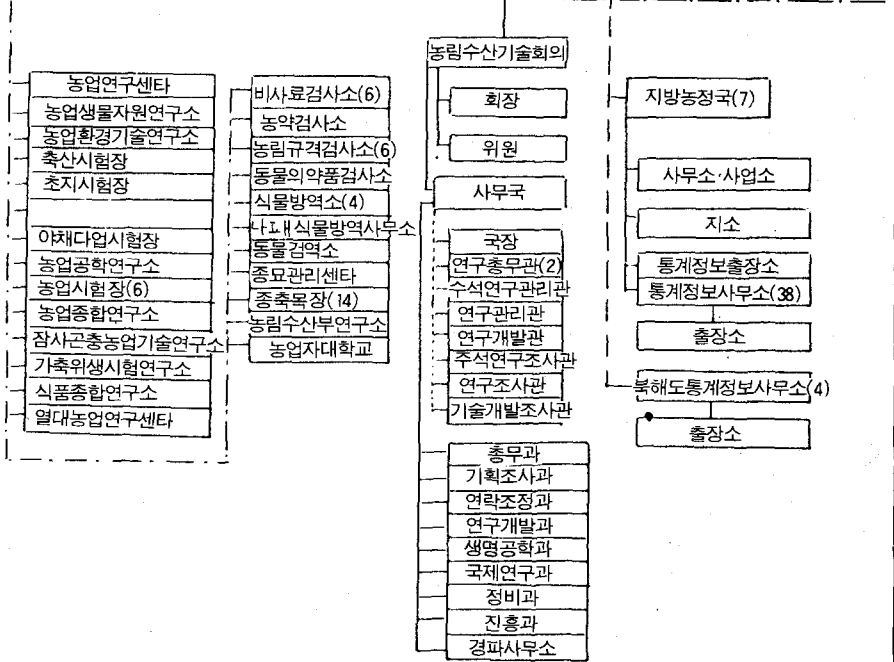 농업연구센타
농업생물자원연구소
농업환경기술연구소
축산시험장
초지시험장
야채다업시험장
농업공학연구소
농업시험장(6)
농업종합연구소
잠사곤충농업기술연구소
가축위생시험연구소
식품종합연구소
열대농업연구센타
비사료검사소(6)
농약검사소
농림규격검사소(6)
동물의약품검사소
식물방역소(4)
나패식물방역사무소
동물검역소
종묘관리센타
종축목장(14)
농림수산부연구소
농업자대학교
농림수산기술회의
회장
위원
사무국
국장
연구총무관(2)
수석연구관리관
연구관리관
연구개발관
주석연구조사관
연구조사관
기술개발조사관
총무과
기획조사과
연락조정과
연구개발과
생명공학과
국제연구과
정비과
진흥과
경파사무소
지방농정국(7)
사무소·사업소
지소
통계정보출장소
통계정보사무소(38)
출장소
북해도통계정보사무소(4)
출장소